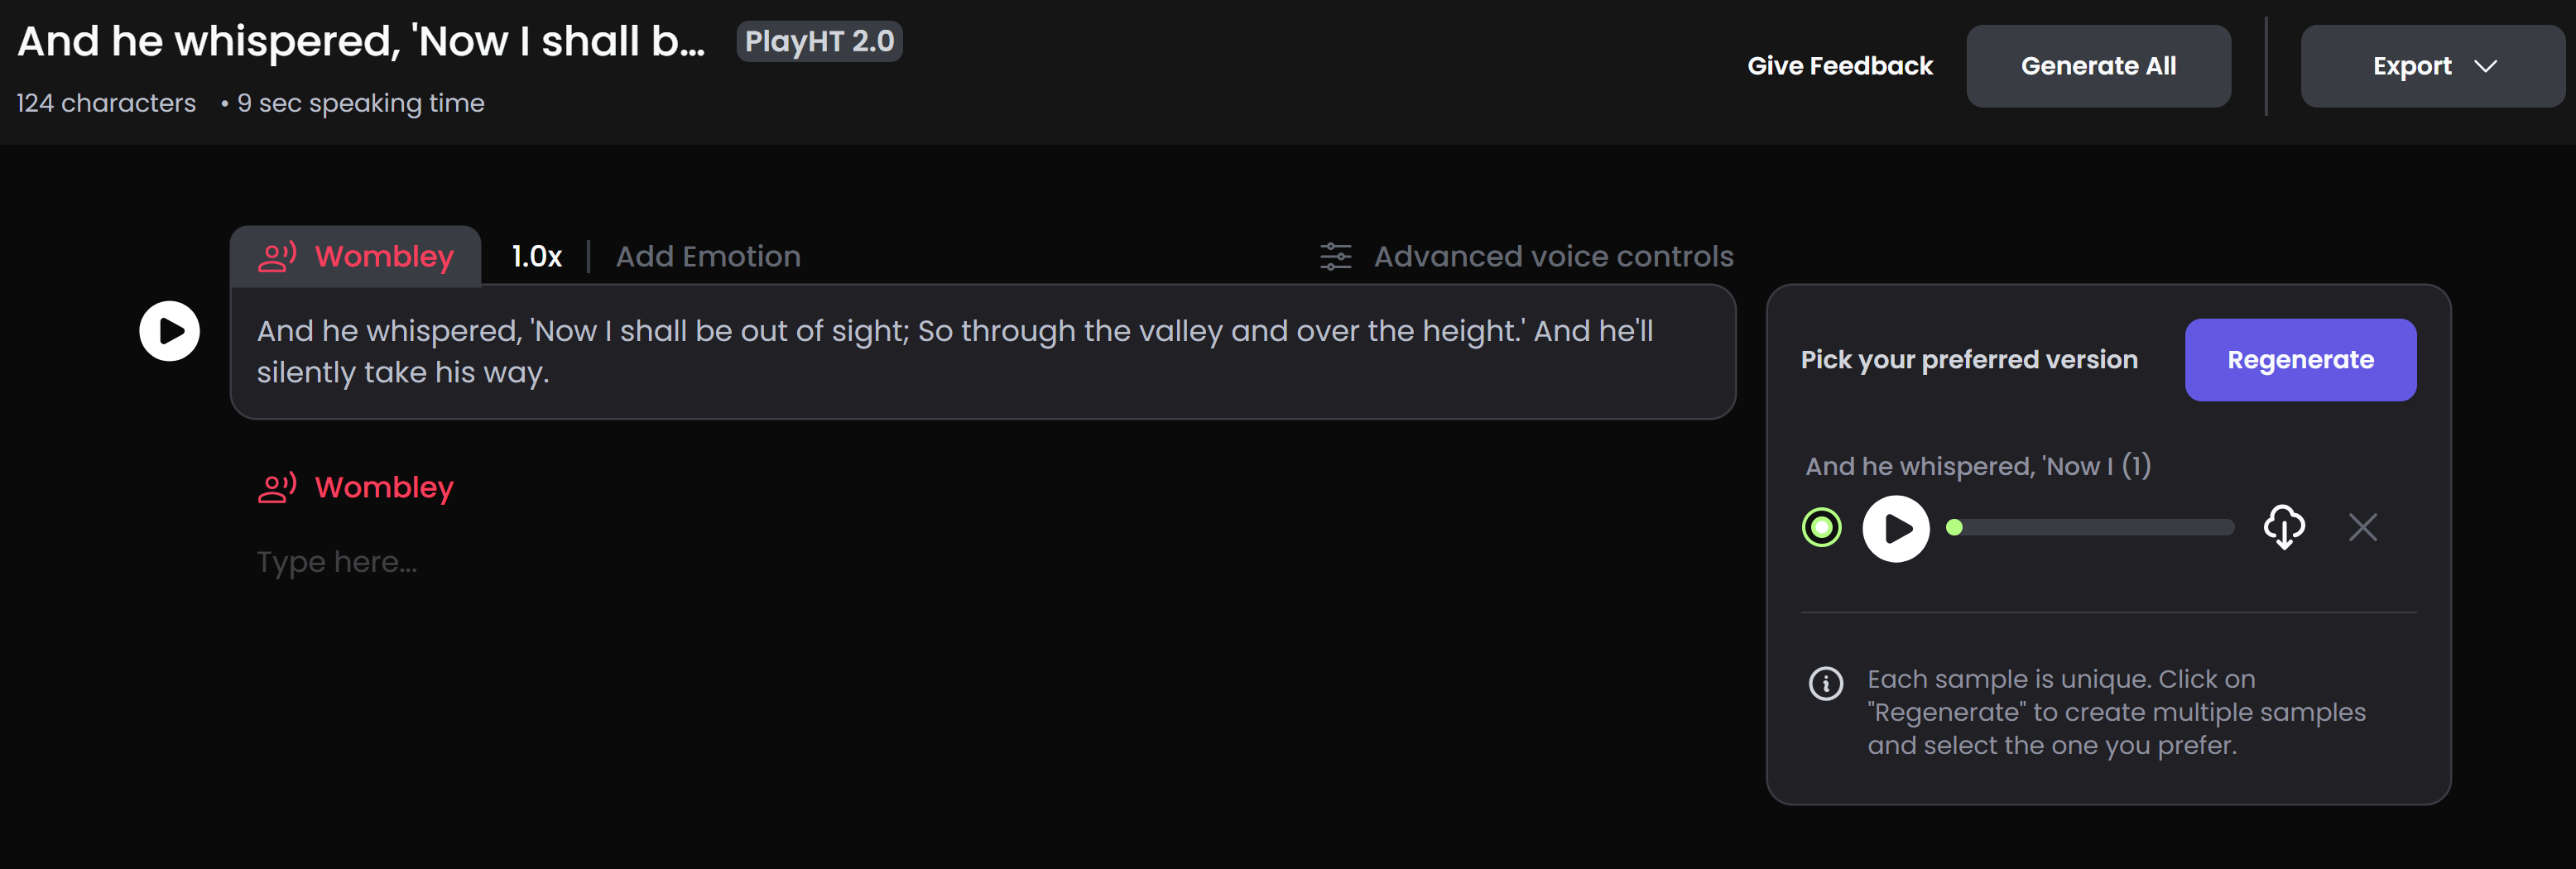 And he whispered, 'Now I shall b...
PlayHT 2.0
124 characters • 9 sec speaking time
Give Feedback
Generate All
Export
Wombley
1.0x
Add Emotion
Advanced voice controls
And he whispered, 'Now I shall be out of sight; So through the valley and over the height.' And he'll
silently take his way.
Wombley
Type here...
Pick your preferred version
Regenerate
And he whispered, 'Now I (1)
Each sample is unique. Click on
"Regenerate" to create multiple samples
and select the one you prefer.